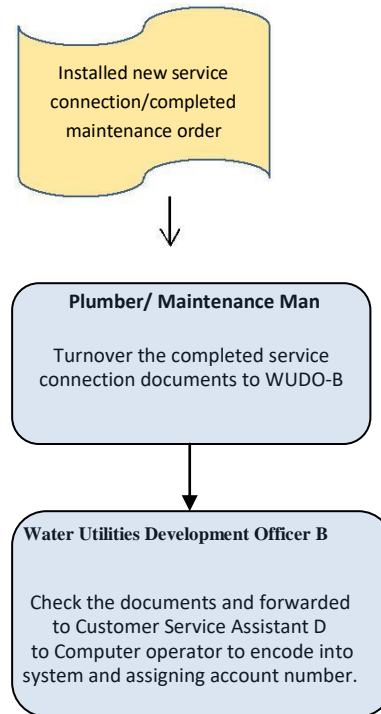 Installed new service
connection/completed
maintenance order
Plumber/ Maintenance Man
Turnover the completed service
connection documents to WUDO-B
Water Utilities Development Officer B
Check the documents and forwarded
to Customer Service Assistant D
to Computer operator to encode into
system and assigning account number.